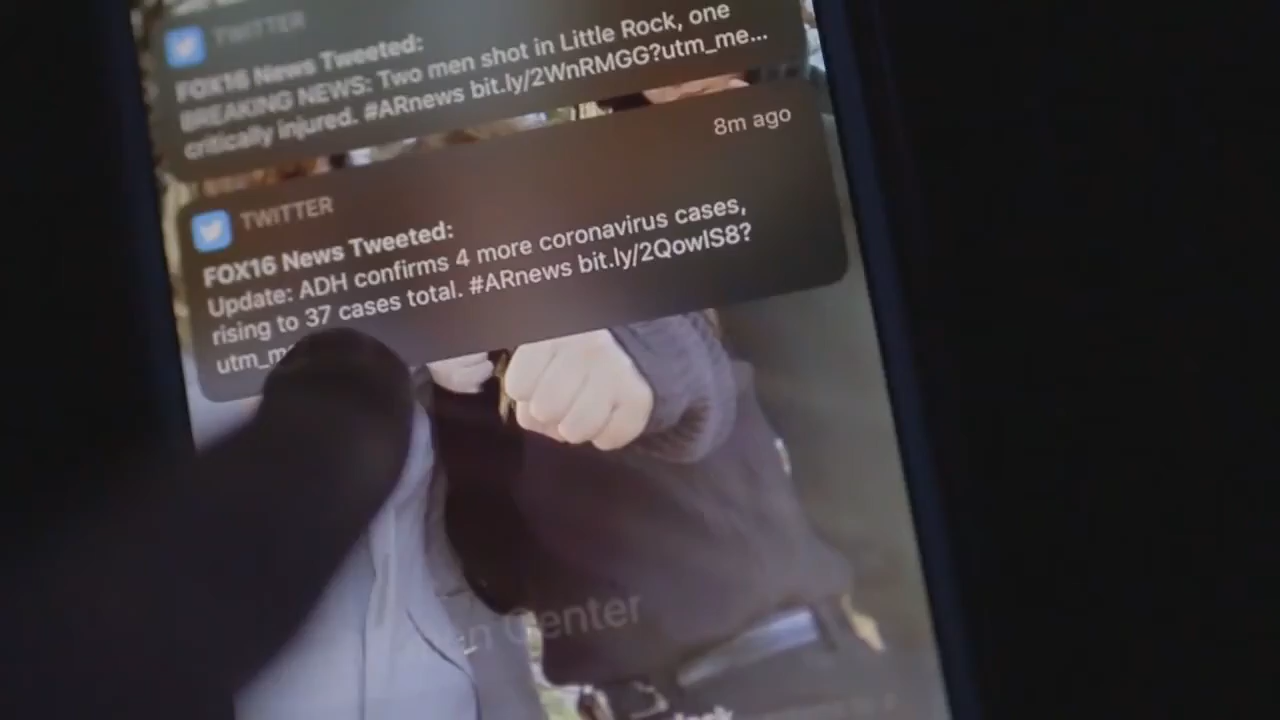 TWITTER
FOX16 News Tweeted:
BREAKING NEWS: Two men shot in Little Rock, one
critically injured. #ARnews bit.ly/2WnRMGG?utm_me...
8m ago
TWITTER
FOX16 News Tweeted:
Update: ADH confirms 4 more coronavirus cases,
rising to 37 cases total. #ARnews bit.ly/2QowlS8?
utm_m
Center